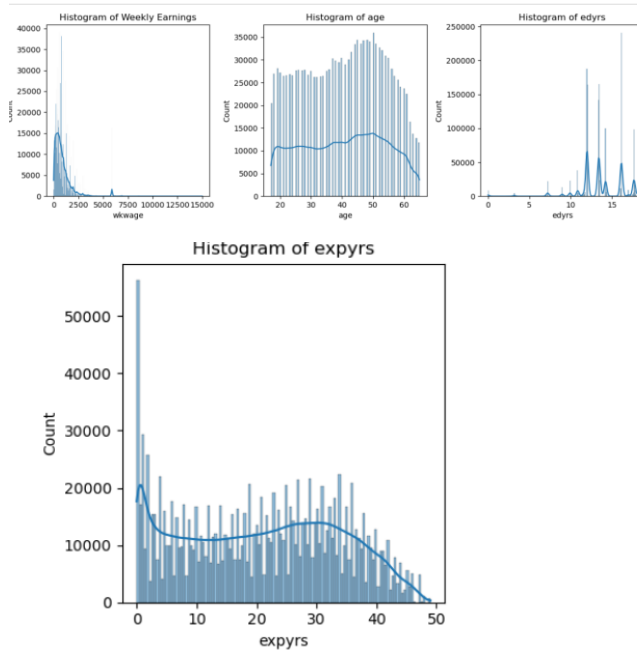 Histogram of Weekly Earnings
40000
35000
30000
25000
20000
15000
10000
5000
0
Count
0 2500 5000 7500 10000 12500 15000
wkwage
Histogram of age
35000
30000
25000
20000
15000
10000
5000
0
Count
20 30 40 50 60
age
Histogram of edyrs
250000
200000
150000
100000
50000
0
Count
0 5 10 15
edyrs
Histogram of expyrs
50000
40000
30000
20000
10000
0
Count
0 10 20 30 40 50
expyrs